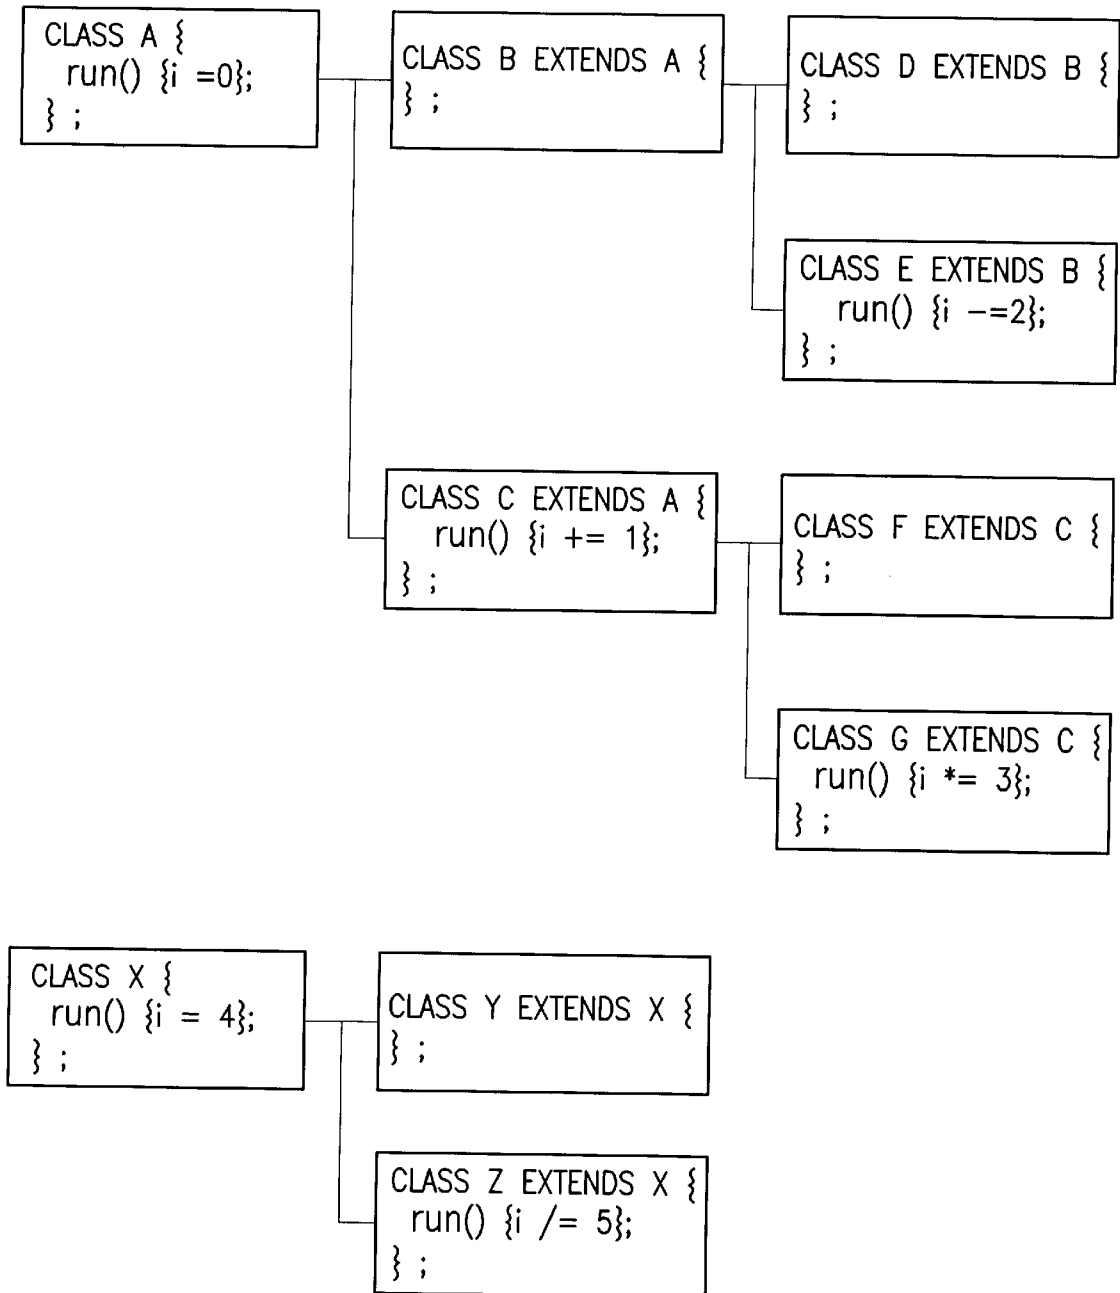 CLASS A {
run() {i =0};
} ;
CLASS B EXTENDS A {
} ;
CLASS D EXTENDS B {
} ;
CLASS E EXTENDS B {
run() {i -=2};
} ;
CLASS C EXTENDS A {
run() {i += 1};
} ;
CLASS F EXTENDS C {
} ;
CLASS G EXTENDS C {
run() {i *= 3};
} ;
CLASS X {
run() {i = 4};
} ;
CLASS Y EXTENDS X {
} ;
CLASS Z EXTENDS X {
run() {i /= 5};
} ;